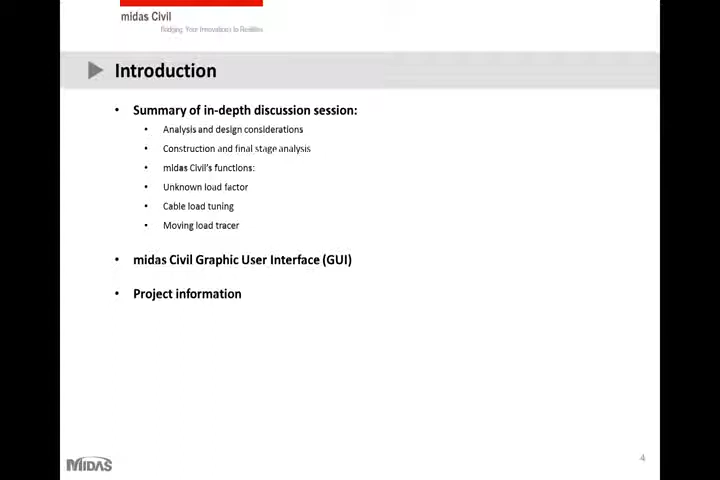 midas Civil
Bridging Your Innovations to Realities
Introduction
• Summary of in-depth discussion session:
• Analysis and design considerations
• Construction and final stage analysis
• midas Civil's functions:
• Unknown load factor
• Cable load tuning
• Moving load tracer
• midas Civil Graphic User Interface (GUI)
• Project information
MIDAS
4